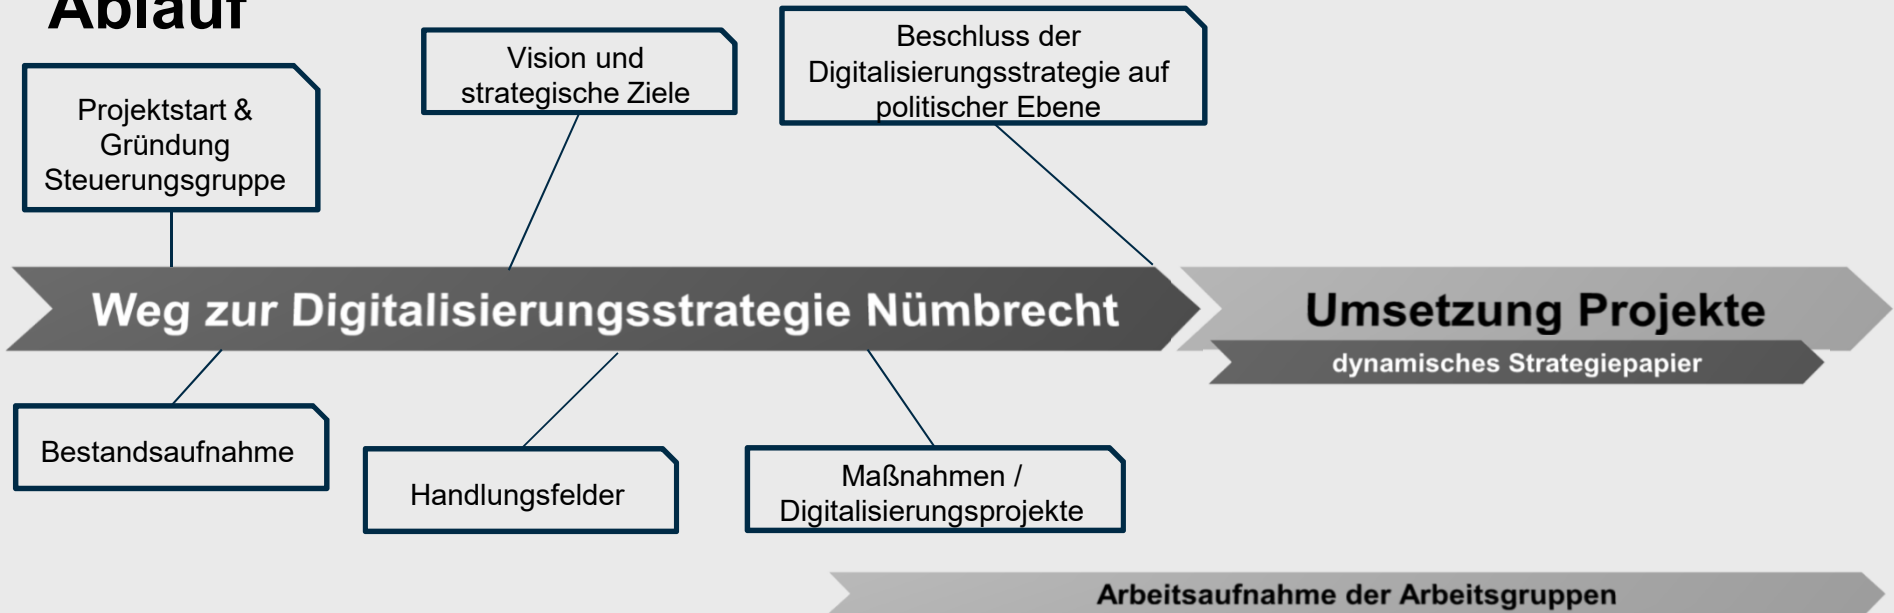 Ablauf
Projektstart &
Gründung
Steuerungsgruppe
Vision und
strategische Ziele
Beschluss der
Digitalisierungsstrategie auf
politischer Ebene
Weg zur Digitalisierungsstrategie Nümbrecht
Umsetzung Projekte
dynamisches Strategiepapier
Bestandsaufnahme
Handlungsfelder
Maßnahmen /
Digitalisierungsprojekte
Arbeitsaufnahme der Arbeitsgruppen